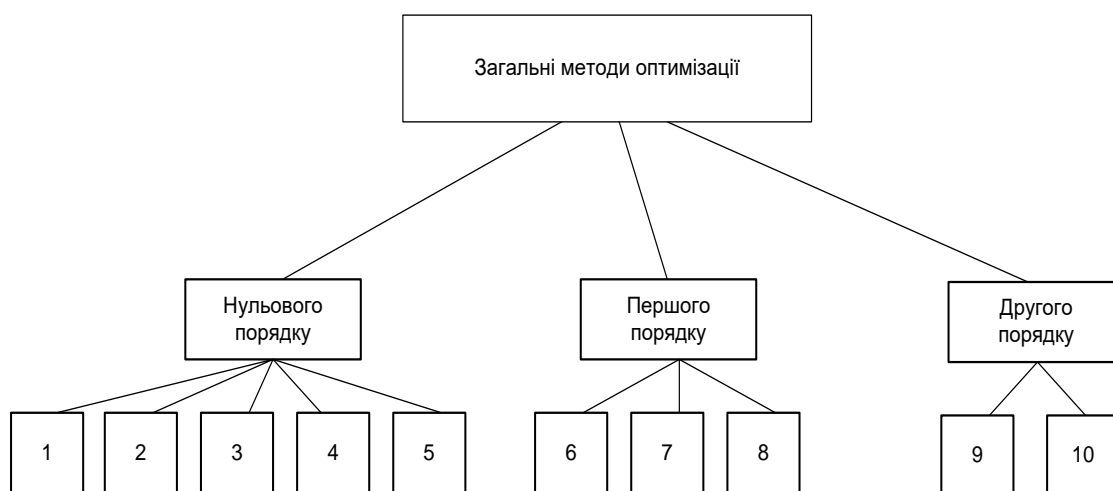 Загальні методи оптимізації
Нульового
порядку
Першого
порядку
Другого
порядку
1
2
3
4
5
6
7
8
9
10